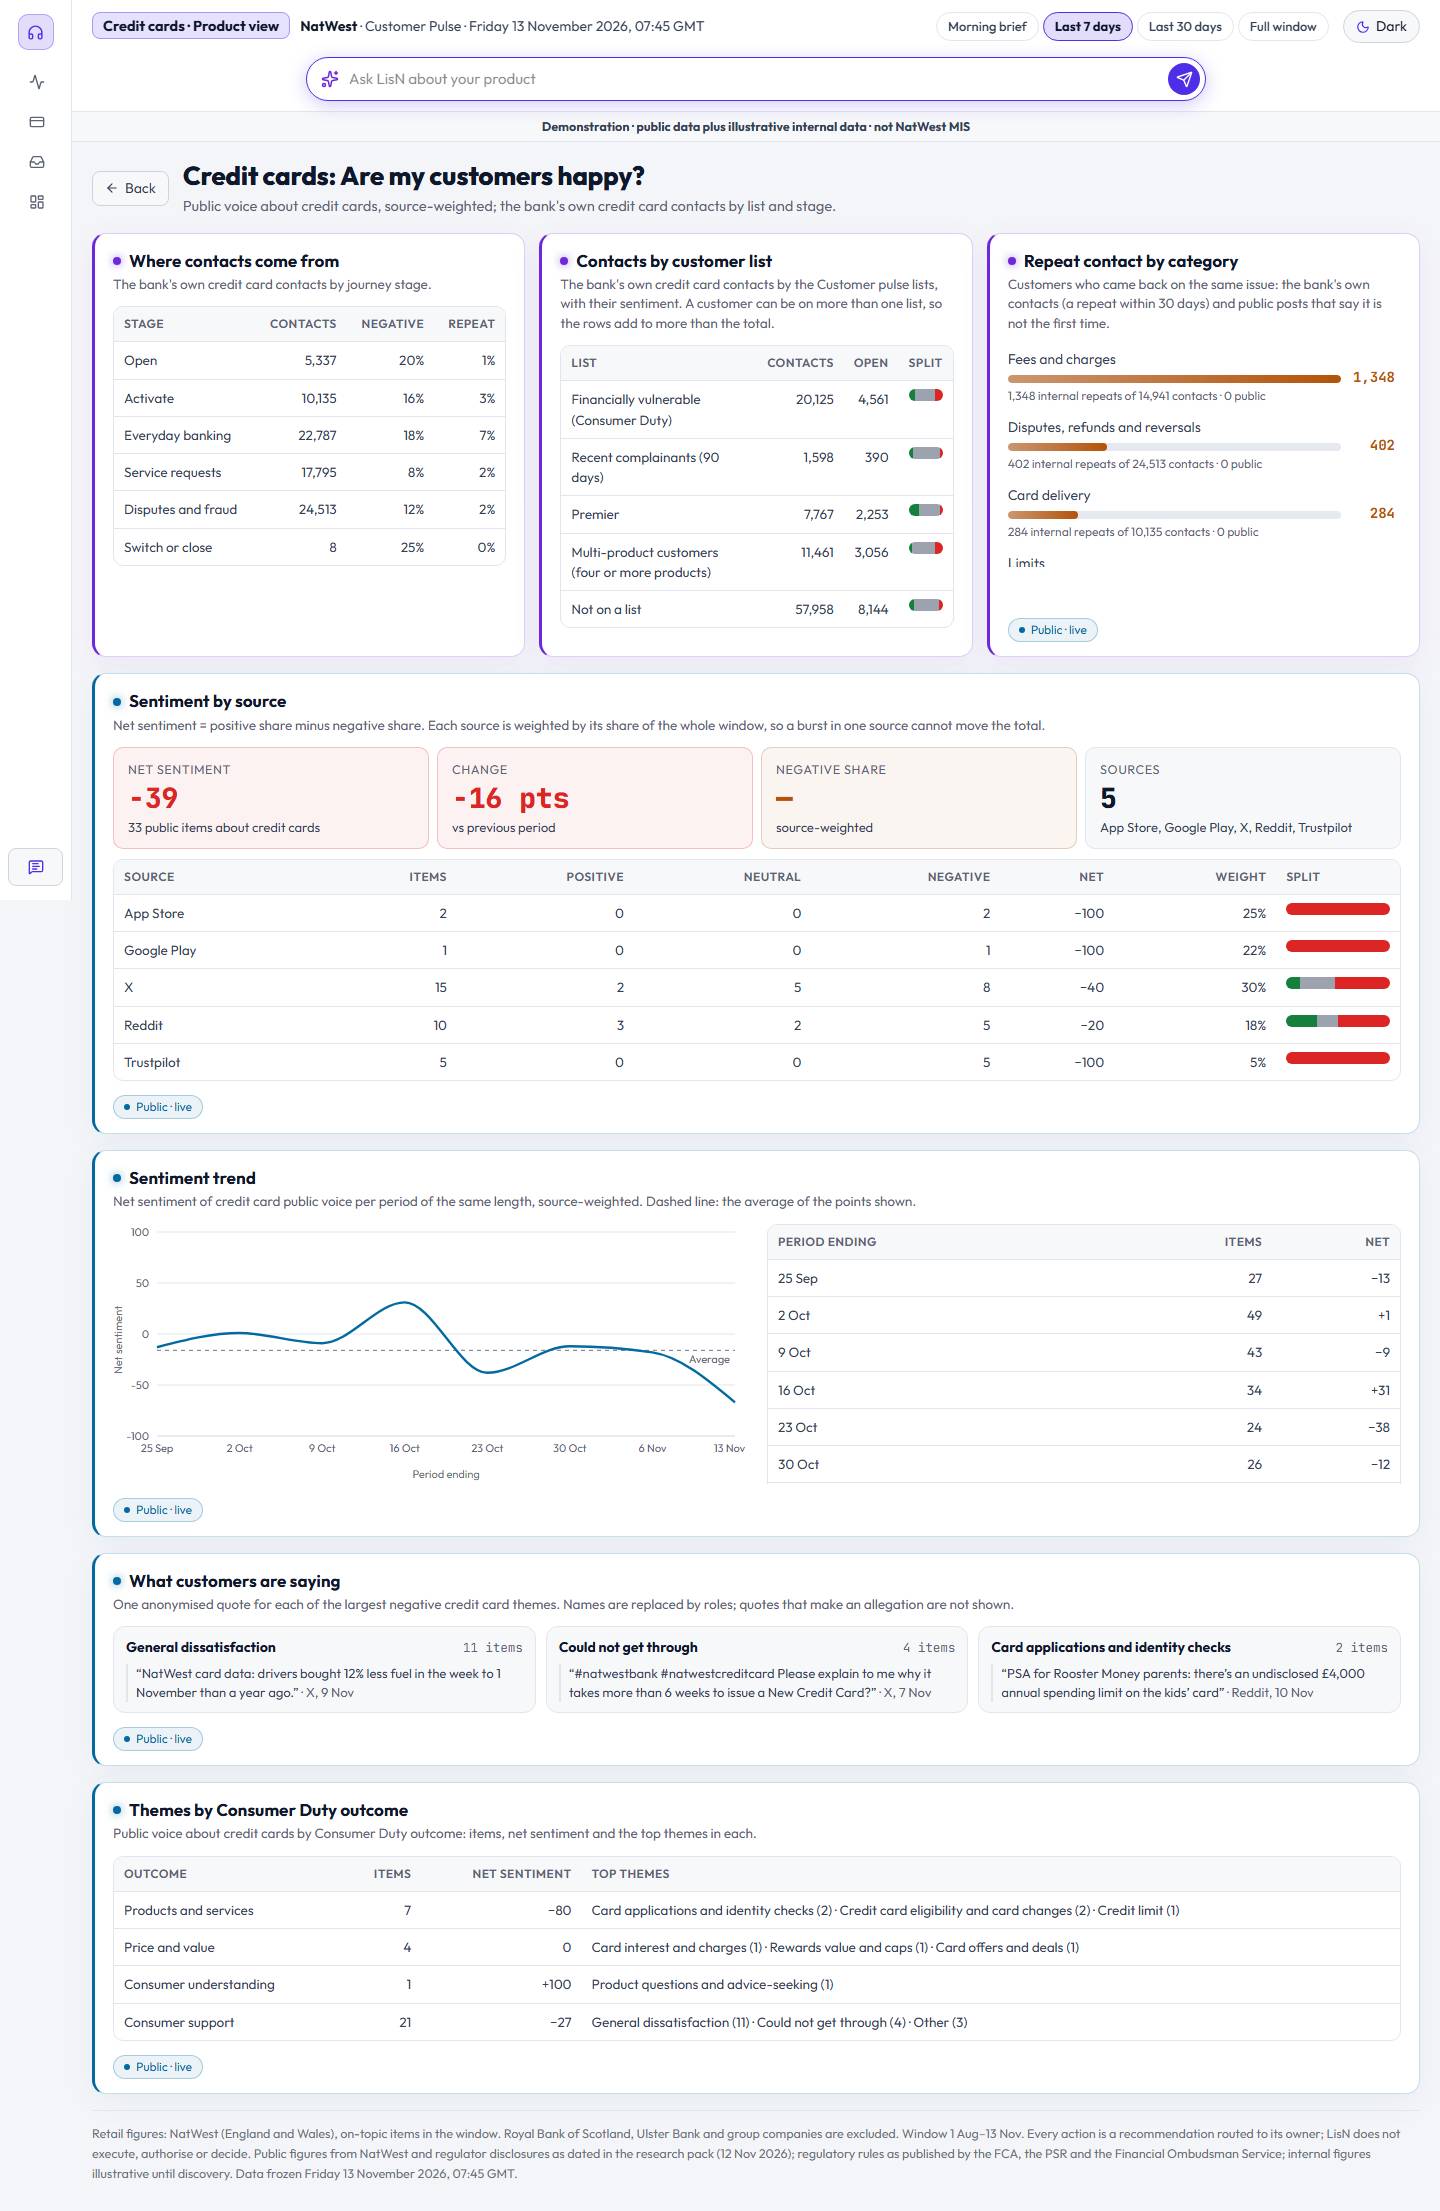 Credit cards · Product view
NatWest · Customer Pulse · Friday 13 November 2026, 07:45 GMT
Morning brief
Last 7 days
Last 30 days
Full window
Dark
Ask LisN about your product
Demonstration · public data plus illustrative internal data · not NatWest MIS
Back
Credit cards: Are my customers happy?
Public voice about credit cards, source-weighted; the bank's own credit card contacts by list and stage.
Where contacts come from
The bank's own credit card contacts by journey stage.
STAGE CONTACTS NEGATIVE REPEAT
Open 5,337 20% 1%
Activate 10,135 16% 3%
Everyday banking 22,787 18% 7%
Service requests 17,795 8% 2%
Disputes and fraud 24,513 12% 2%
Switch or close 8 25% 0%
Contacts by customer list
The bank's own credit card contacts by the Customer pulse lists,
with their sentiment. A customer can be on more than one list, so
the rows add to more than the total.
LIST CONTACTS OPEN SPLIT
Financially vulnerable 20,125 4,561
(Consumer Duty)
Recent complainants (90 1,598 390
days)
Premier 7,767 2,253
Multi-product customers 11,461 3,056
(four or more products)
Not on a list 57,958 8,144
Repeat contact by category
Customers who came back on the same issue: the bank's own
contacts (a repeat within 30 days) and public posts that say it is
not the first time.
Fees and charges
1,348
1,348 internal repeats of 14,941 contacts · 0 public
Disputes, refunds and reversals
402
402 internal repeats of 24,513 contacts · 0 public
Card delivery
284
284 internal repeats of 10,135 contacts · 0 public
Limits
Public · live
Sentiment by source
Net sentiment = positive share minus negative share. Each source is weighted by its share of the whole window, so a burst in one source cannot move the total.
NET SENTIMENT
-39
33 public items about credit cards
CHANGE
-16 pts
vs previous period
NEGATIVE SHARE
—
source-weighted
SOURCES
5
App Store, Google Play, X, Reddit, Trustpilot
SOURCE ITEMS POSITIVE NEUTRAL NEGATIVE NET WEIGHT SPLIT
App Store 2 0 0 2 −100 25%
Google Play 1 0 0 1 −100 22%
X 15 2 5 8 −40 30%
Reddit 10 3 2 5 −20 18%
Trustpilot 5 0 0 5 −100 5%
Public · live
Sentiment trend
Net sentiment of credit card public voice per period of the same length, source-weighted. Dashed line: the average of the points shown.
Net sentiment
100
50
0
-50
-100
Average
25 Sep 2 Oct 9 Oct 16 Oct 23 Oct 30 Oct 6 Nov 13 Nov
Period ending
PERIOD ENDING ITEMS NET
25 Sep 27 −13
2 Oct 49 +1
9 Oct 43 −9
16 Oct 34 +31
23 Oct 24 −38
30 Oct 26 −12
Public · live
What customers are saying
One anonymised quote for each of the largest negative credit card themes. Names are replaced by roles; quotes that make an allegation are not shown.
General dissatisfaction 11 items
“NatWest card data: drivers bought 12% less fuel in the week to 1
November than a year ago.” · X, 9 Nov
Could not get through 4 items
“#natwestbank #natwestcreditcard Please explain to me why it
takes more than 6 weeks to issue a New Credit Card?” · X, 7 Nov
Card applications and identity checks 2 items
“PSA for Rooster Money parents: there’s an undisclosed £4,000
annual spending limit on the kids’ card” · Reddit, 10 Nov
Public · live
Themes by Consumer Duty outcome
Public voice about credit cards by Consumer Duty outcome: items, net sentiment and the top themes in each.
OUTCOME ITEMS NET SENTIMENT TOP THEMES
Products and services 7 −80 Card applications and identity checks (2) · Credit card eligibility and card changes (2) · Credit limit (1)
Price and value 4 0 Card interest and charges (1) · Rewards value and caps (1) · Card offers and deals (1)
Consumer understanding 1 +100 Product questions and advice-seeking (1)
Consumer support 21 −27 General dissatisfaction (11) · Could not get through (4) · Other (3)
Public · live
Retail figures: NatWest (England and Wales), on-topic items in the window. Royal Bank of Scotland, Ulster Bank and group companies are excluded. Window 1 Aug–13 Nov. Every action is a recommendation routed to its owner; LisN does not
execute, authorise or decide. Public figures from NatWest and regulator disclosures as dated in the research pack (12 Nov 2026); regulatory rules as published by the FCA, the PSR and the Financial Ombudsman Service; internal figures
illustrative until discovery. Data frozen Friday 13 November 2026, 07:45 GMT.